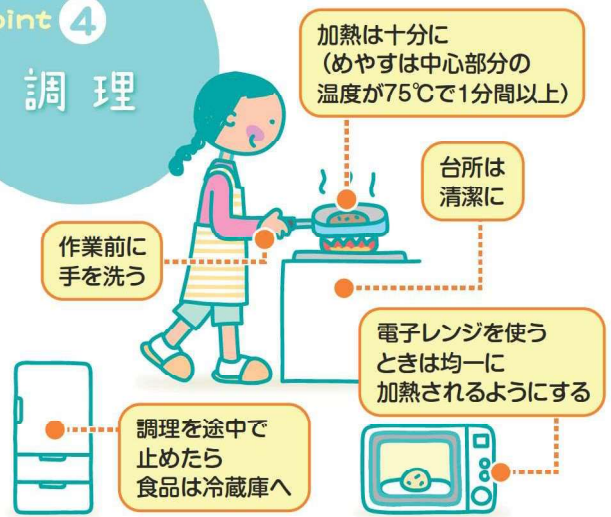 point 4
調理
加熱は十分に
（めやすは中心部分の
温度が75℃で1分間以上）
台所は
清潔に
作業前に
手を洗う
電子レンジを使う
ときは均一に
加熱されるようにする
調理を途中で
止めたら
食品は冷蔵庫へ